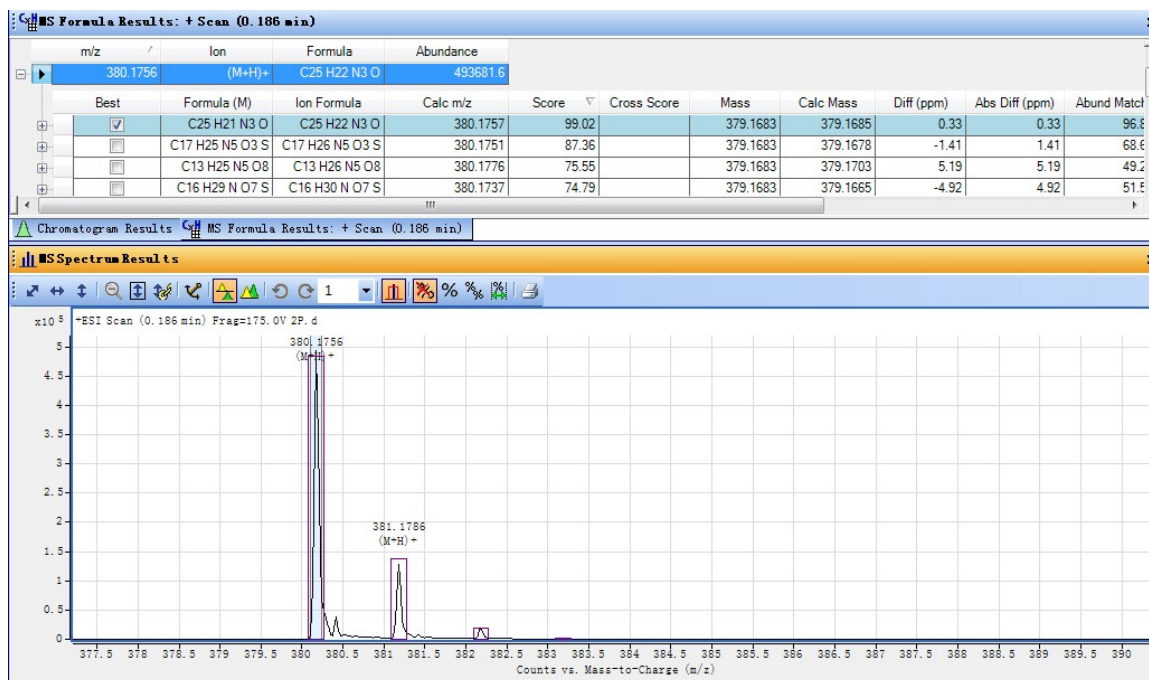 MS Formula Results: + Scan (0.186 min)
m/z Ion Formula Abundance
380.1756 (M+H)+ C25 H22 N3 O 493681.6
Best Formula (M) Ion Formula Calc m/z Score Cross Score Mass Calc Mass Diff (ppm) Abs Diff (ppm) Abund Match
C25 H21 N3 O C25 H22 N3 O 380.1757 99.02 379.1683 379.1685 0.33 0.33 96.8
C17 H25 N5 O3 S C17 H26 N5 O3 S 380.1751 87.36 379.1683 379.1678 -1.41 1.41 68.6
C13 H25 N5 O8 C13 H26 N5 O8 380.1776 75.55 379.1683 379.1703 5.19 5.19 49.2
C16 H29 N O7 S C16 H30 N O7 S 380.1737 74.79 379.1683 379.1665 -4.92 4.92 51.5
Chromatogram Results MS Formula Results: + Scan (0.186 min)
MS Spectrum Results
1 % %
x10 5 +ESI Scan (0.186 min) Frag=175.0V 2P.d
380.1756
(M+H)+
5
4.5
4
3.5
3
2.5
2
381.1786
(M+H)+
1.5
1
0.5
0
377.5 378 378.5 379 379.5 380 380.5 381 381.5 382 382.5 383 383.5 384 384.5 385 385.5 386 386.5 387 387.5 388 388.5 389 389.5 390
Counts vs. Mass-to-Charge (m/z)